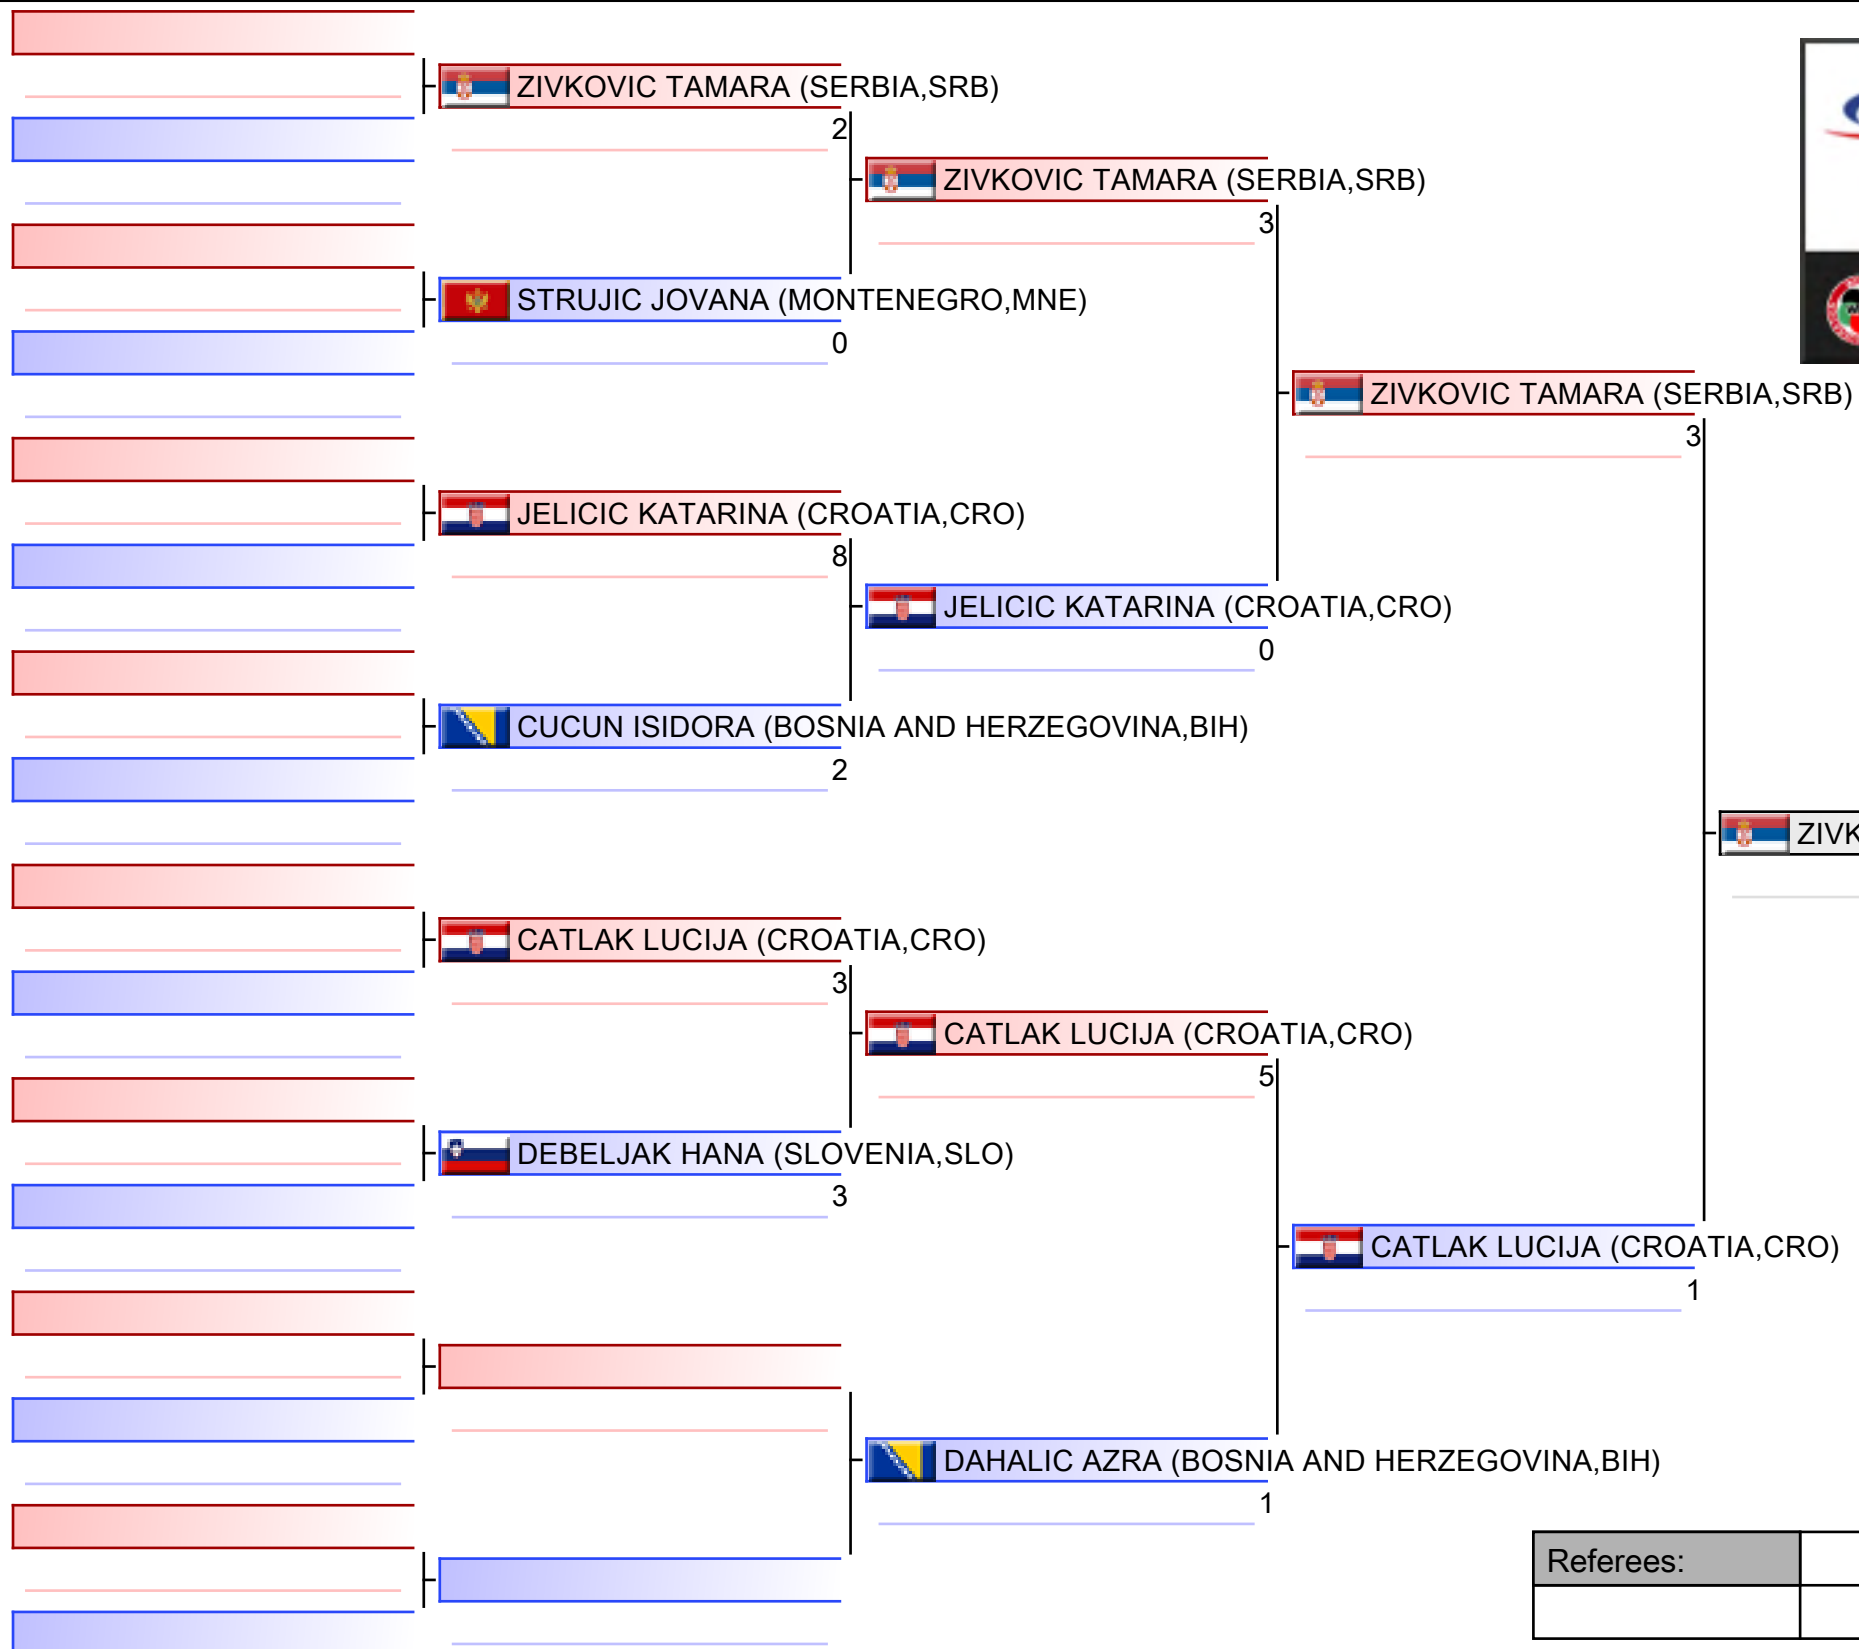 ZIVKOVIC TAMARA (SERBIA,SRB)
2
ZIVKOVIC TAMARA (SERBIA,SRB)
3
STRUJIC JOVANA (MONTENEGRO,MNE)
0
ZIVKOVIC TAMARA (SERBIA,SRB)
3
JELICIC KATARINA (CROATIA,CRO)
8
JELICIC KATARINA (CROATIA,CRO)
0
CUCUN ISIDORA (BOSNIA AND HERZEGOVINA,BIH)
2
ZIVK
CATLAK LUCIJA (CROATIA,CRO)
3
CATLAK LUCIJA (CROATIA,CRO)
5
DEBELJAK HANA (SLOVENIA,SLO)
3
CATLAK LUCIJA (CROATIA,CRO)
1
DAHALIC AZRA (BOSNIA AND HERZEGOVINA,BIH)
1
Referees: